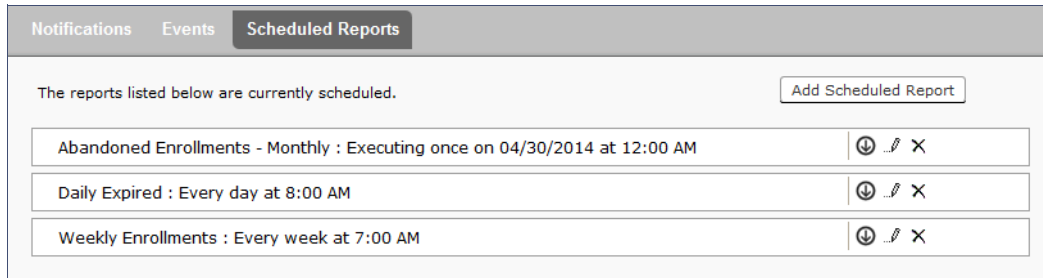 Notifications Events Scheduled Reports
The reports listed below are currently scheduled. Add Scheduled Report
Abandoned Enrollments - Monthly : Executing once on 04/30/2014 at 12:00 AM
Daily Expired : Every day at 8:00 AM
Weekly Enrollments : Every week at 7:00 AM